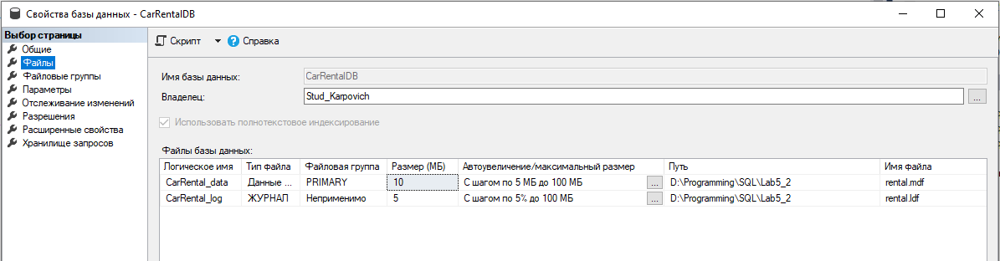 Свойства базы данных - CarRentalDB
Выбор страницы
Общие
Файлы
Файловые группы
Параметры
Отслеживание изменений
Разрешения
Расширенные свойства
Хранилище запросов
Скрипт Справка
Имя базы данных: CarRentalDB
Владелец: Stud_Karpovich ...
Использовать полнотекстовое индексирование
Файлы базы данных:
Логическое имя Тип файла Файловая группа Размер (МБ) Автоувеличение/максимальный размер Путь Имя файла
CarRental_data Данные ... PRIMARY 10 С шагом по 5 МБ до 100 МБ ... D:\Programming\SQL\Lab5_2 rental.mdf
CarRental_log ЖУРНАЛ Неприменимо 5 С шагом по 5% до 100 МБ ... D:\Programming\SQL\Lab5_2 rental.ldf